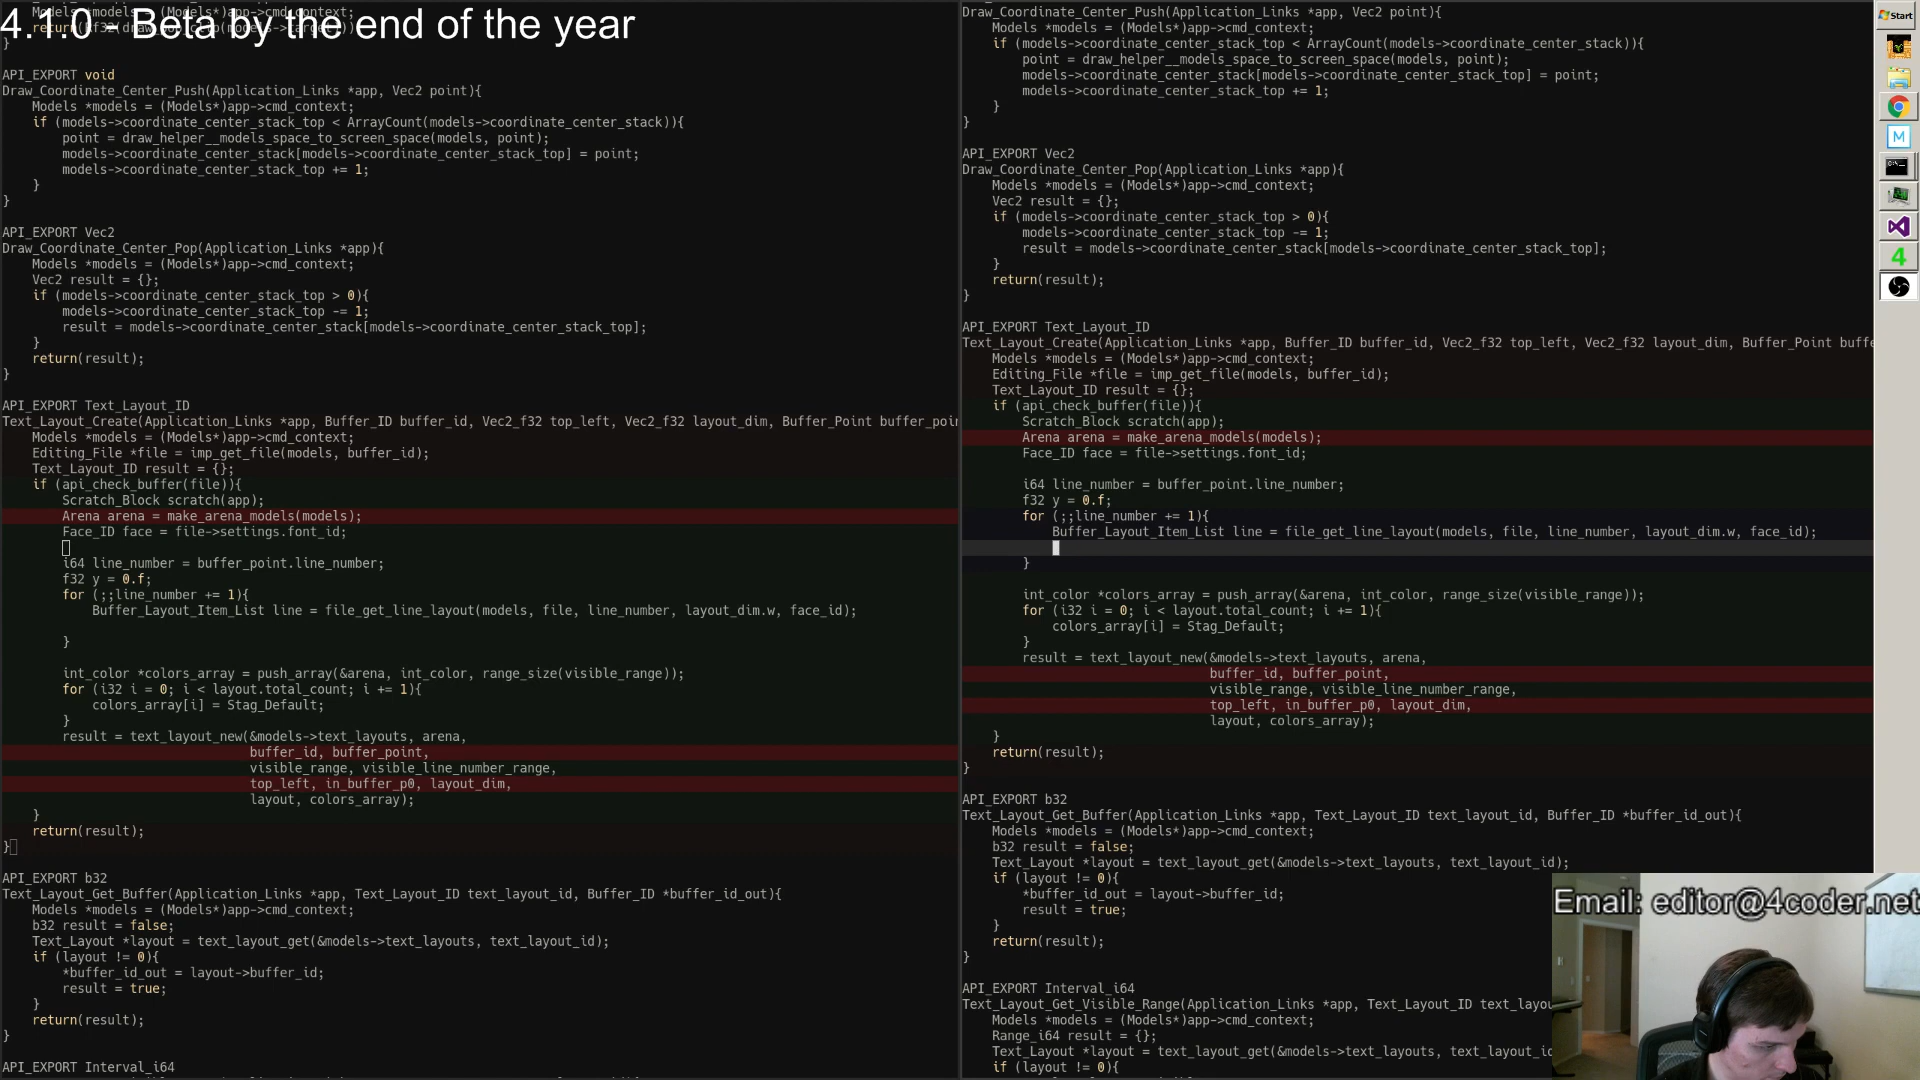 4.1.0 - Beta by the end of the year
Models *models = (Models*)app->cmd_context;
}
API_EXPORT void
Draw_Coordinate_Center_Push(Application_Links *app, Vec2 point){
Models *models = (Models*)app->cmd_context;
if (models->coordinate_center_stack_top < ArrayCount(models->coordinate_center_stack)){
point = draw_helper__models_space_to_screen_space(models, point);
models->coordinate_center_stack[models->coordinate_center_stack_top] = point;
models->coordinate_center_stack_top += 1;
}
}
API_EXPORT Vec2
Draw_Coordinate_Center_Pop(Application_Links *app){
Models *models = (Models*)app->cmd_context;
Vec2 result = {};
if (models->coordinate_center_stack_top > 0){
models->coordinate_center_stack_top -= 1;
result = models->coordinate_center_stack[models->coordinate_center_stack_top];
}
return(result);
}
API_EXPORT Text_Layout_ID
Text_Layout_Create(Application_Links *app, Buffer_ID buffer_id, Vec2_f32 top_left, Vec2_f32 layout_dim, Buffer_Point buffer_poin
Models *models = (Models*)app->cmd_context;
Editing_File *file = imp_get_file(models, buffer_id);
Text_Layout_ID result = {};
if (api_check_buffer(file)){
Scratch_Block scratch(app);
Arena arena = make_arena_models(models);
Face_ID face = file->settings.font_id;
i64 line_number = buffer_point.line_number;
f32 y = 0.f;
for (;;line_number += 1){
Buffer_Layout_Item_List line = file_get_line_layout(models, file, line_number, layout_dim.w, face_id);
}
int_color *colors_array = push_array(&arena, int_color, range_size(visible_range));
for (i32 i = 0; i < layout.total_count; i += 1){
colors_array[i] = Stag_Default;
}
result = text_layout_new(&models->text_layouts, arena,
buffer_id, buffer_point,
visible_range, visible_line_number_range,
top_left, in_buffer_p0, layout_dim,
layout, colors_array);
}
return(result);
}
API_EXPORT b32
Text_Layout_Get_Buffer(Application_Links *app, Text_Layout_ID text_layout_id, Buffer_ID *buffer_id_out){
Models *models = (Models*)app->cmd_context;
b32 result = false;
Text_Layout *layout = text_layout_get(&models->text_layouts, text_layout_id);
if (layout != 0){
*buffer_id_out = layout->buffer_id;
result = true;
}
return(result);
}
API_EXPORT Interval_i64
Draw_Coordinate_Center_Push(Application_Links *app, Vec2 point){
Models *models = (Models*)app->cmd_context;
if (models->coordinate_center_stack_top < ArrayCount(models->coordinate_center_stack)){
point = draw_helper__models_space_to_screen_space(models, point);
models->coordinate_center_stack[models->coordinate_center_stack_top] = point;
models->coordinate_center_stack_top += 1;
}
}
API_EXPORT Vec2
Draw_Coordinate_Center_Pop(Application_Links *app){
Models *models = (Models*)app->cmd_context;
Vec2 result = {};
if (models->coordinate_center_stack_top > 0){
models->coordinate_center_stack_top -= 1;
result = models->coordinate_center_stack[models->coordinate_center_stack_top];
}
return(result);
}
API_EXPORT Text_Layout_ID
Text_Layout_Create(Application_Links *app, Buffer_ID buffer_id, Vec2_f32 top_left, Vec2_f32 layout_dim, Buffer_Point buffe
Models *models = (Models*)app->cmd_context;
Editing_File *file = imp_get_file(models, buffer_id);
Text_Layout_ID result = {};
if (api_check_buffer(file)){
Scratch_Block scratch(app);
Arena arena = make_arena_models(models);
Face_ID face = file->settings.font_id;
i64 line_number = buffer_point.line_number;
f32 y = 0.f;
for (;;line_number += 1){
Buffer_Layout_Item_List line = file_get_line_layout(models, file, line_number, layout_dim.w, face_id);
}
int_color *colors_array = push_array(&arena, int_color, range_size(visible_range));
for (i32 i = 0; i < layout.total_count; i += 1){
colors_array[i] = Stag_Default;
}
result = text_layout_new(&models->text_layouts, arena,
buffer_id, buffer_point,
visible_range, visible_line_number_range,
top_left, in_buffer_p0, layout_dim,
layout, colors_array);
}
return(result);
}
API_EXPORT b32
Text_Layout_Get_Buffer(Application_Links *app, Text_Layout_ID text_layout_id, Buffer_ID *buffer_id_out){
Models *models = (Models*)app->cmd_context;
b32 result = false;
Text_Layout *layout = text_layout_get(&models->text_layouts, text_layout_id);
if (layout != 0){
*buffer_id_out = layout->buffer_id;
result = true;
}
return(result);
}
API_EXPORT Interval_i64
Text_Layout_Get_Visible_Range(Application_Links *app, Text_Layout_ID text_layou
Models *models = (Models*)app->cmd_context;
Range_i64 result = {};
Text_Layout *layout = text_layout_get(&models->text_layouts, text_layout_id
if (layout != 0){
Start
M
4
Email: editor@4coder.net